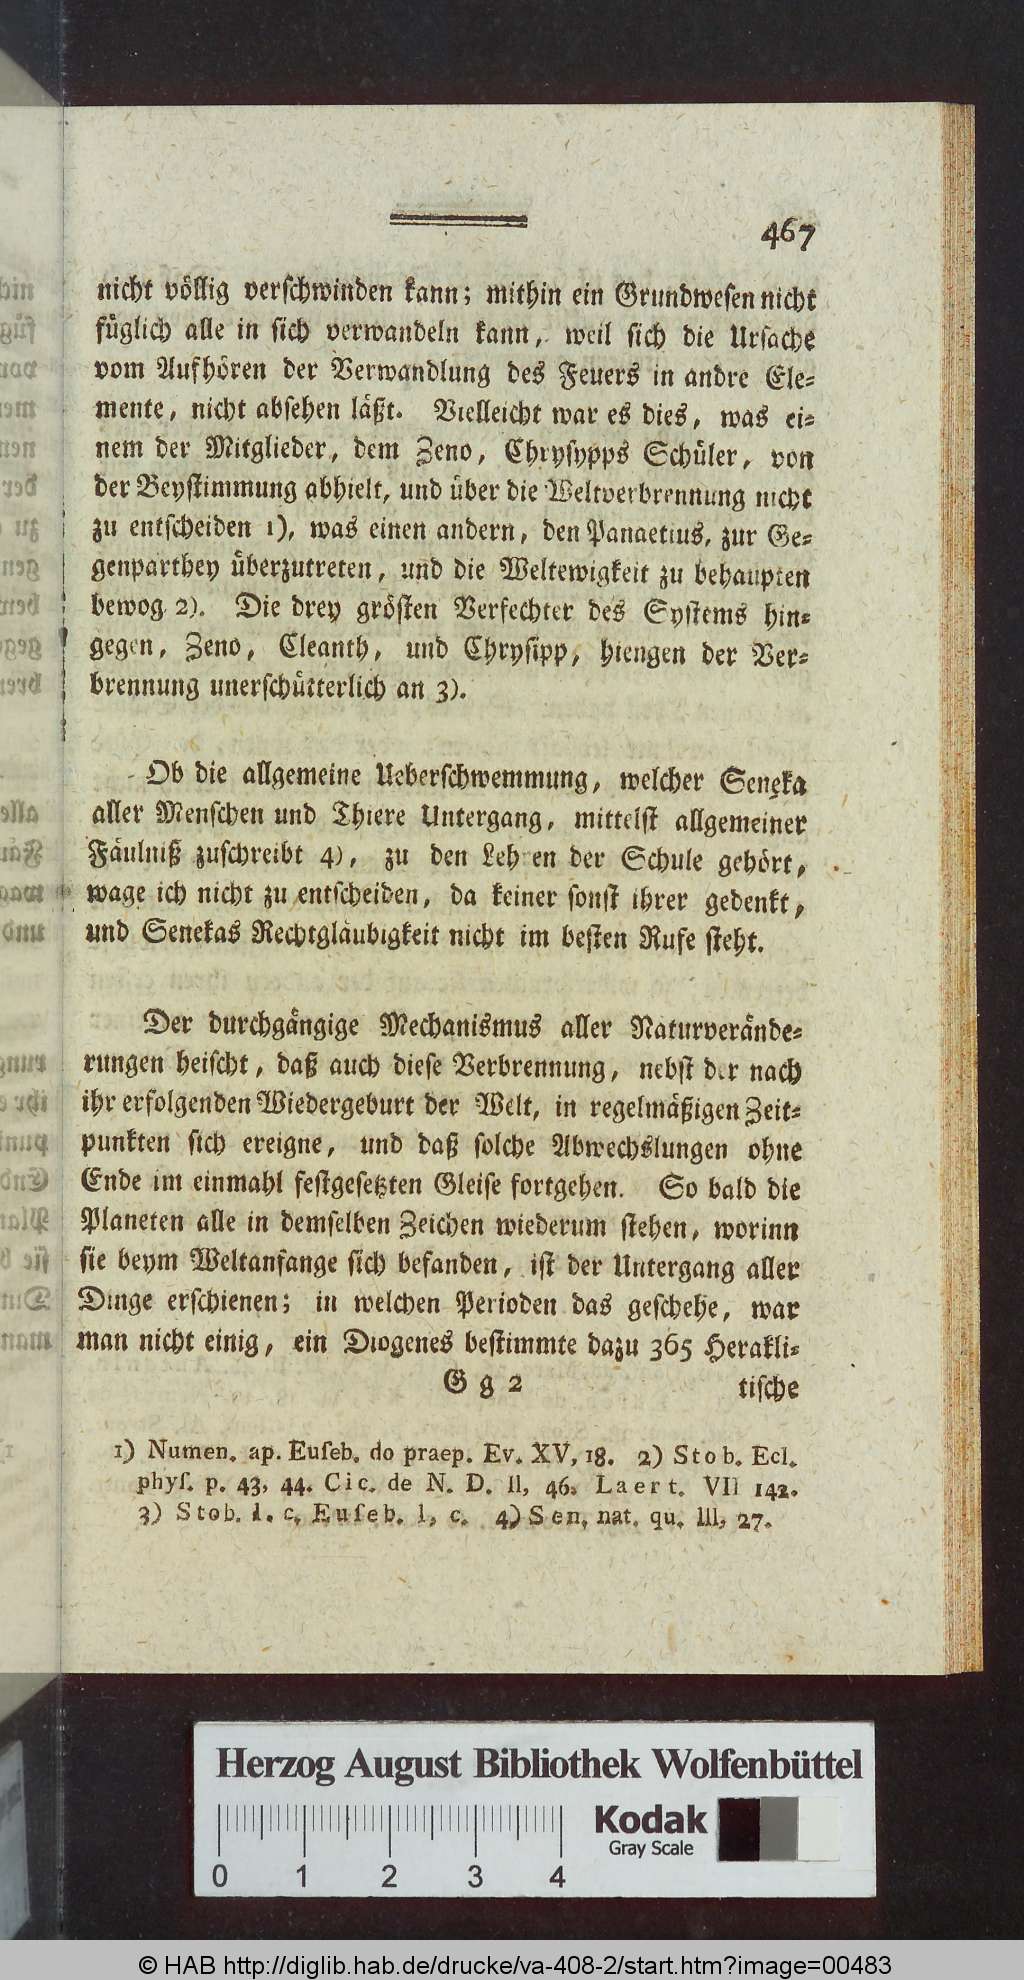 467
nicht völlig verschwinden kann; mithin ein Grundwesen nicht
füglich alle in sich verwandeln kann, weil sich die Ursache
vom Aufhören der Verwandlung des Feuers in andre Ele-
mente, nicht absehen läßt. Vielleicht war es dies, was ei-
nem der Mitglieder, dem Zeno, Chrysypps Schüler, von
der Beystimmung abhielt, und über die Weltverbrennung nicht
zu entscheiden 1), was einen andern, den Panaetius, zur Ge-
genparthey überzutreten, und die Weltewigkeit zu behaupten
bewog 2). Die drey grösten Verfechter des Systems hin-
gegen, Zeno, Cleanth, und Chrysipp, hiengen der Ver-
brennung unerschütterlich an 3).
Ob die allgemeine Ueberschwemmung, welcher Seneka
aller Menschen und Thiere Untergang, mittelst allgemeiner
Fäulniß zuschreibt 4), zu den Leh en der Schule gehört,
wage ich nicht zu entscheiden, da keiner sonst ihrer gedenkt,
und Senekas Rechtgläubigkeit nicht im besten Rufe steht.
Der durchgängige Mechanismus aller Naturverände-
rungen heischt, daß auch diese Verbrennung, nebst der nach
ihr erfolgenden Wiedergeburt der Welt, in regelmäßigen Zeit-
punkten sich ereigne, und daß solche Abwechslungen ohne
Ende im einmahl festgesetzten Gleise fortgehen. So bald die
Planeten alle in demselben Zeichen wiederum stehen, worinn
sie beym Weltanfange sich befanden, ist der Untergang aller
Dinge erschienen; in welchen Perioden das geschehe, war
man nicht einig, ein Diogenes bestimmte dazu 365 Herakli-
G g 2 tische
1) Numen. ap. Euseb. do praep. Ev. XV, 18. 2) Stob. Ecl.
phys. p. 43, 44. Cic. de N. D. II, 46. Laert. VII 142.
3) Stob. l. c. Euseb. l. c. 4) Sen. nat. qu. III, 27.
Herzog August Bibliothek Wolfenbüttel
Kodak
Gray Scale
0 1 2 3 4
© HAB http://diglib.hab.de/drucke/va-408-2/start.htm?image=00483